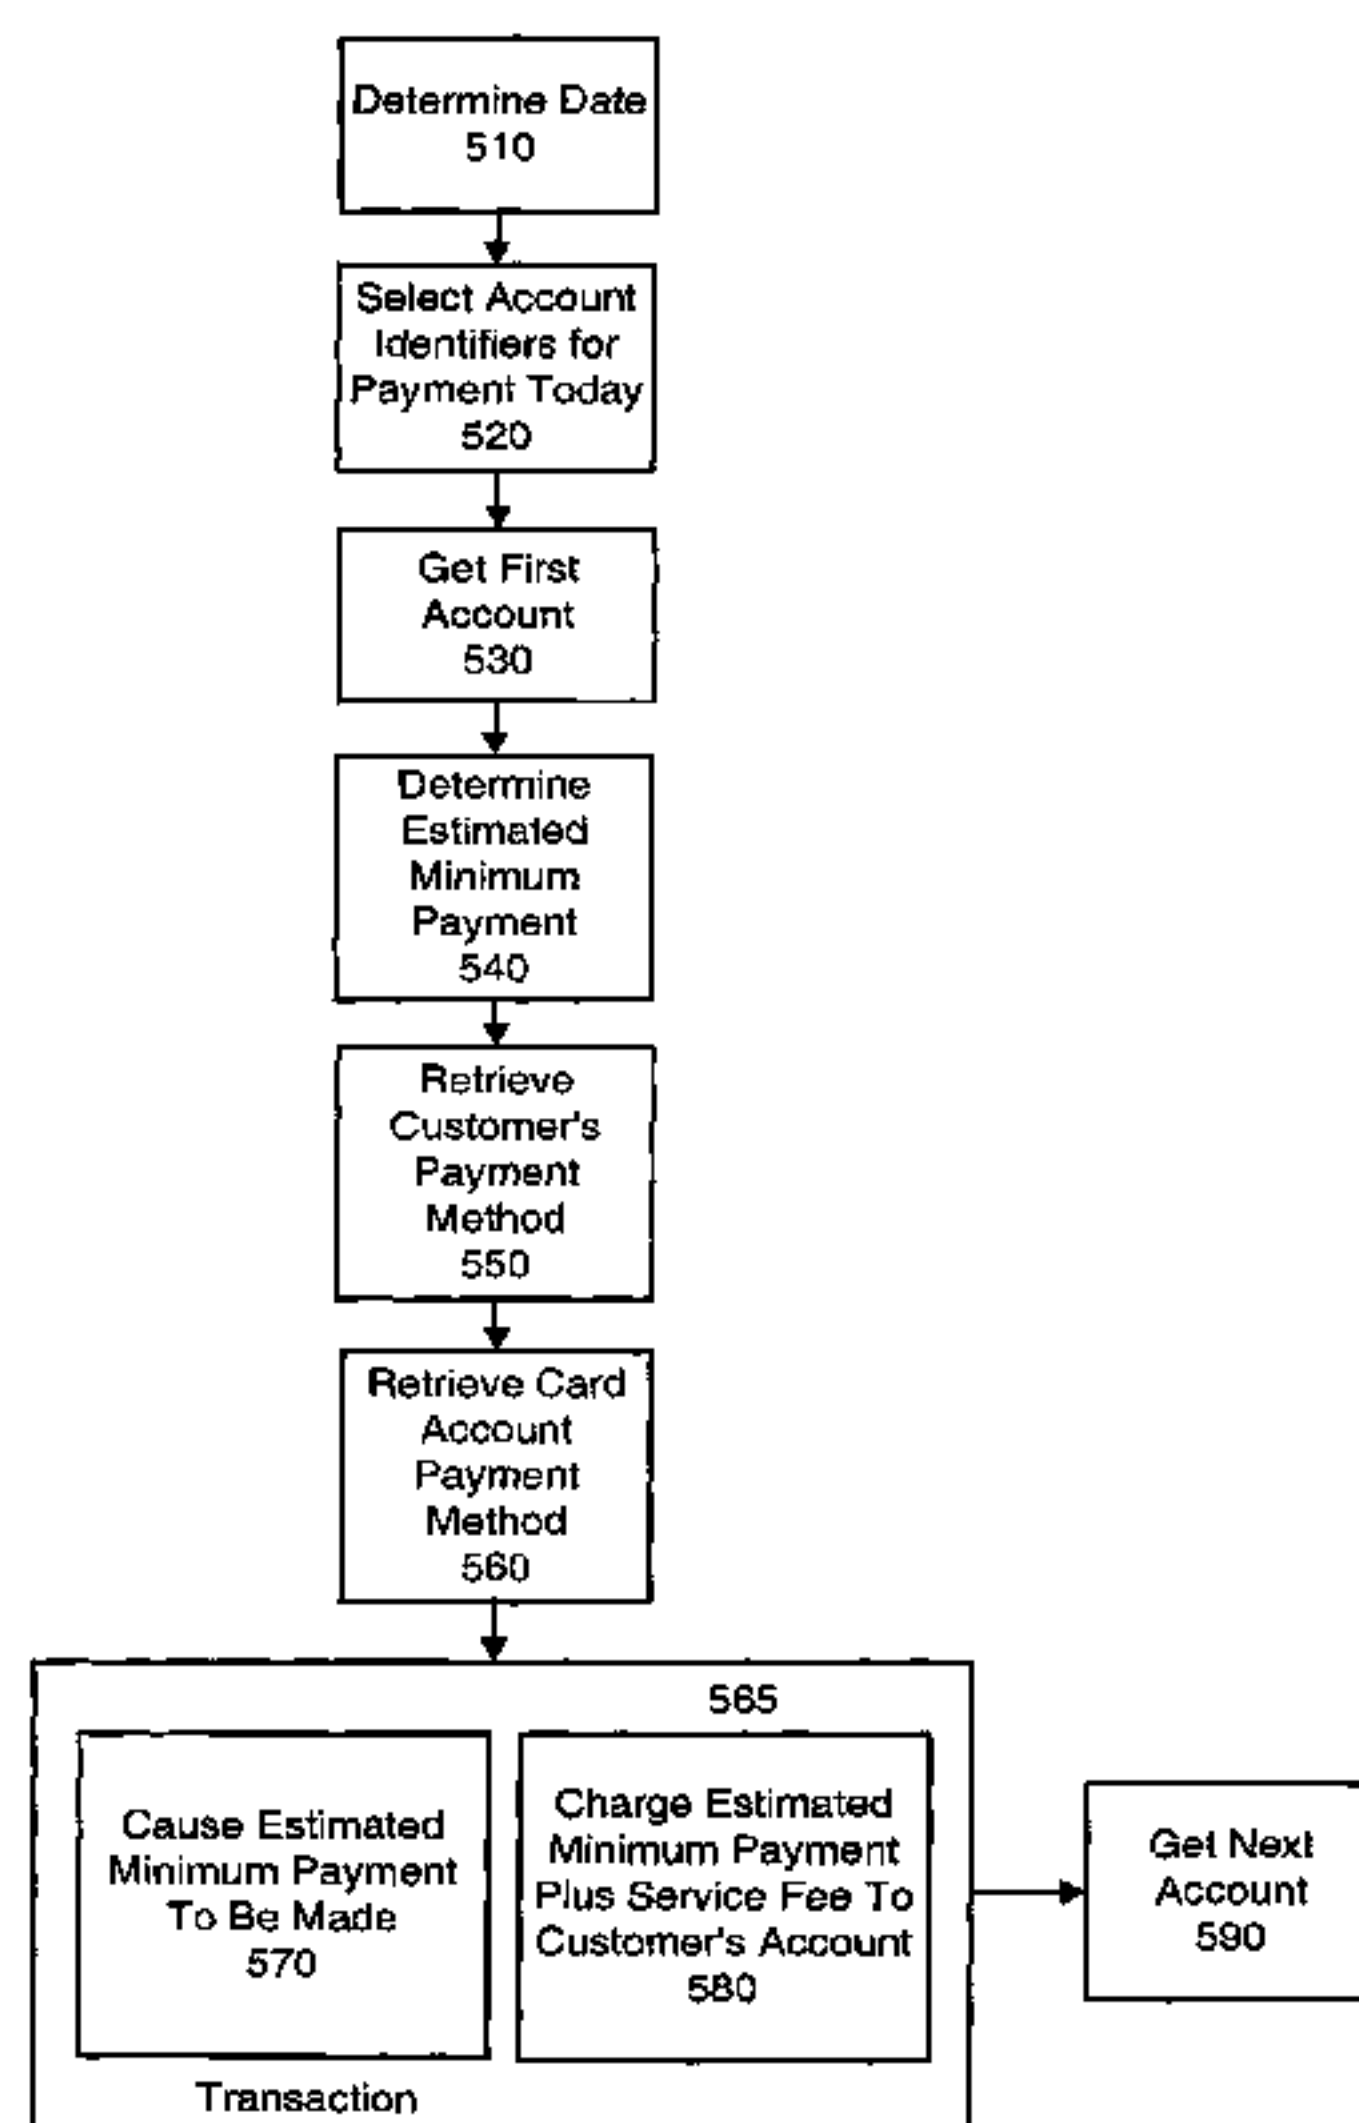 Determine Date
510
Select Account
Identifiers for
Payment Today
520
Get First
Account
530
Determine
Estimated
Minimum
Payment
540
Retrieve
Customer's
Payment
Method
550
Retrieve Card
Account
Payment
Method
560
565
Cause Estimated
Minimum Payment
To Be Made
570
Charge Estimated
Minimum Payment
Plus Service Fee To
Customer's Account
580
Transaction
Get Next
Account
590